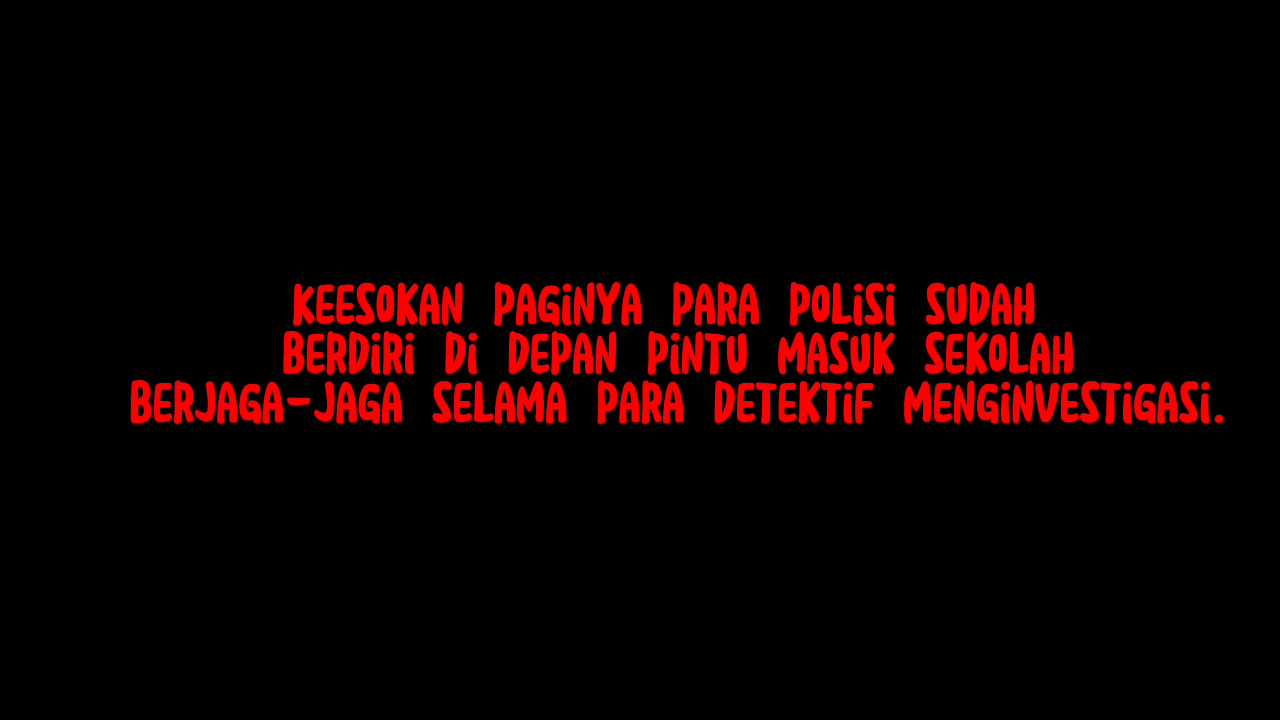 KEESOKAN PAGiNYA PARA POLiSi SUDAH
BERDiRi Di DEPAN PiNTU MASUK SEKOLAH
BERJAGA-JAGA SELAMA PARA DETEKTiF MENGiNVESTiGASi.